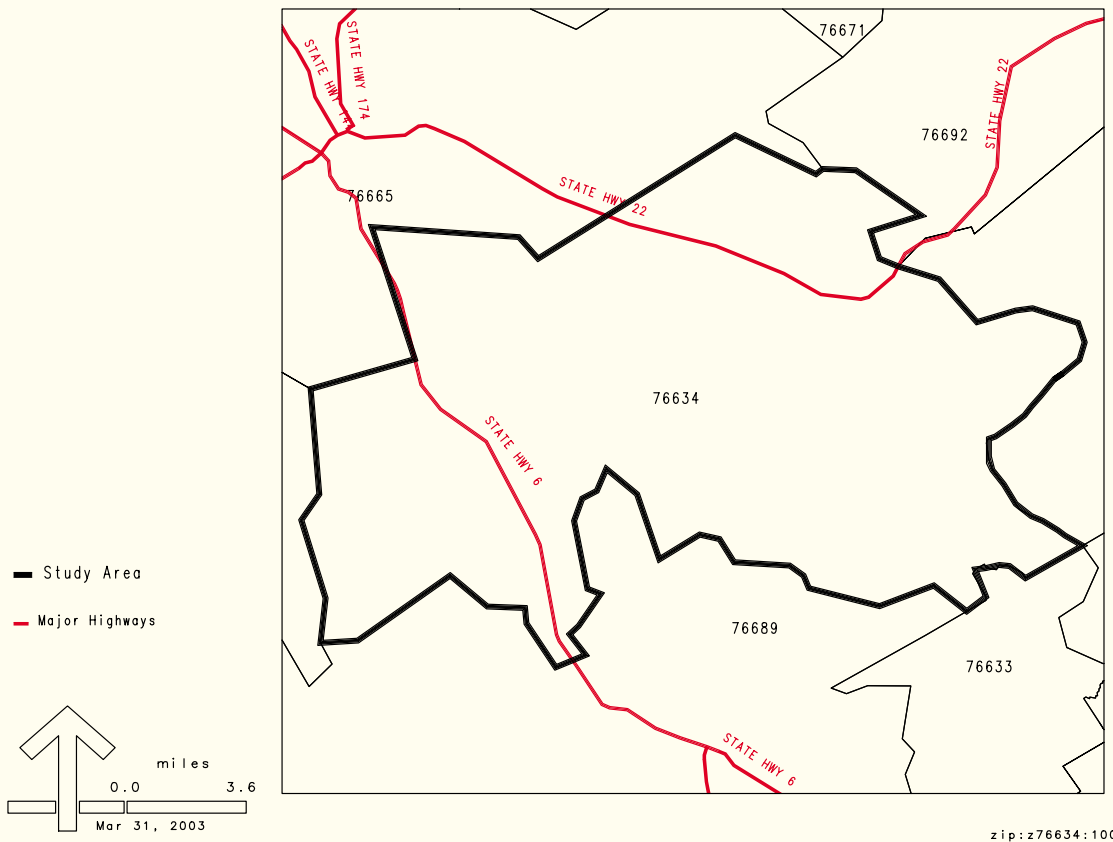 76671
STATE HWY 174
STATE HWY
STATE HWY 22
76692
76665
STATE HWY 22
76634
STATE HWY 6
Study Area
Major Highways
76689
76633
STATE HWY 6
miles
0.0 3.6
Mar 31, 2003
zip:z76634:100